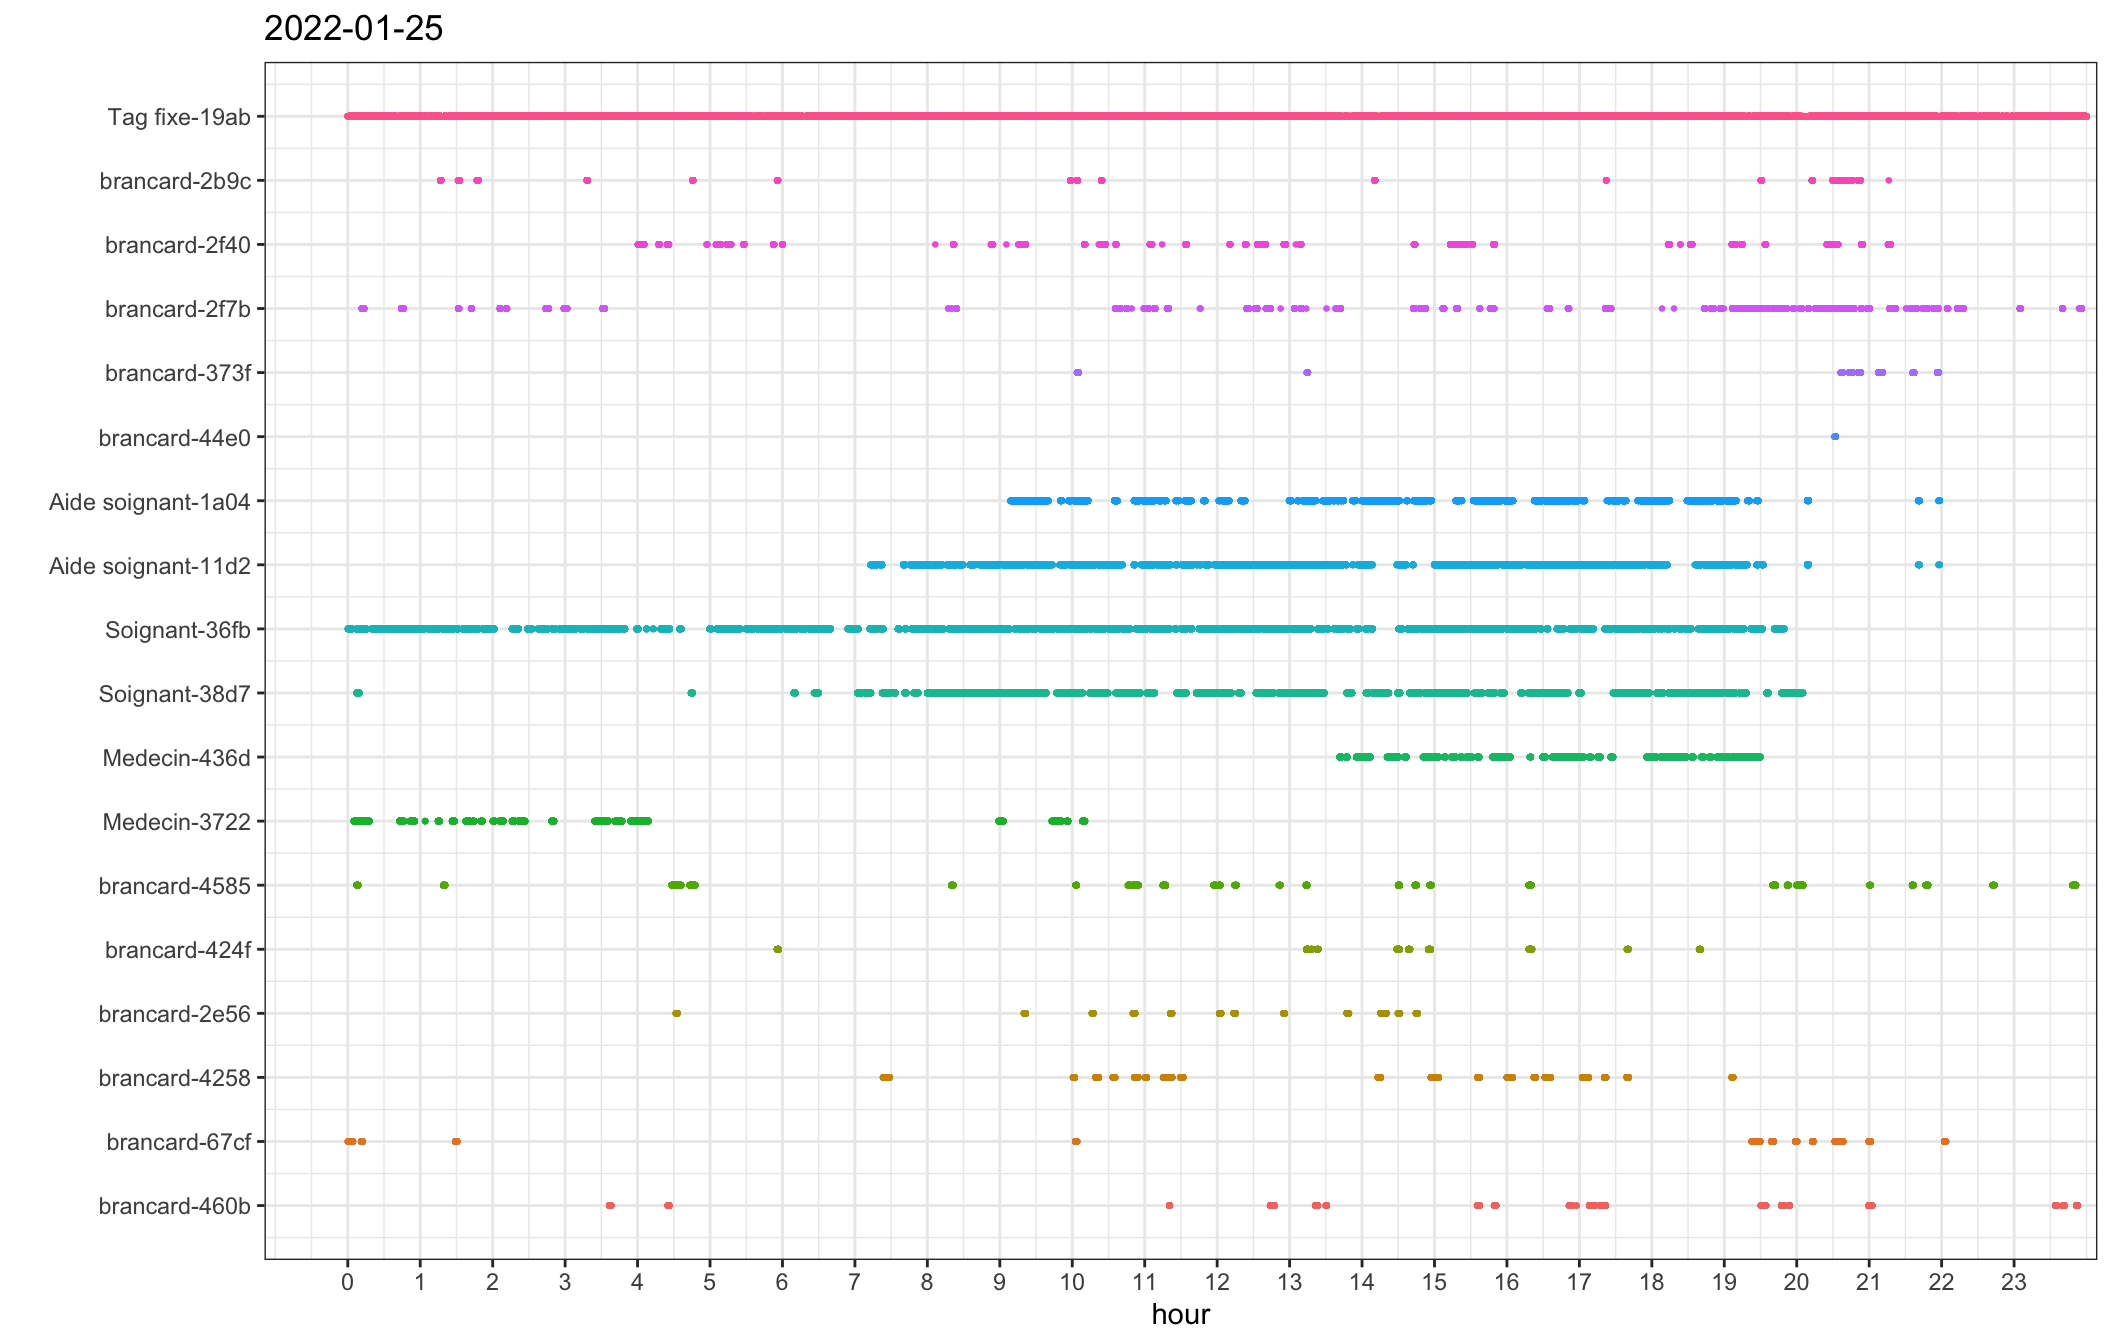 2022-01-25
Tag fixe-19ab
brancard-2b9c
brancard-2f40
brancard-2f7b
brancard-373f
brancard-44e0
Aide soignant-1a04
Aide soignant-11d2
Soignant-36fb
Soignant-38d7
Medecin-436d
Medecin-3722
brancard-4585
brancard-424f
brancard-2e56
brancard-4258
brancard-67cf
brancard-460b
0 1 2 3 4 5 6 7 8 9 10 11 12 13 14 15 16 17 18 19 20 21 22 23
hour